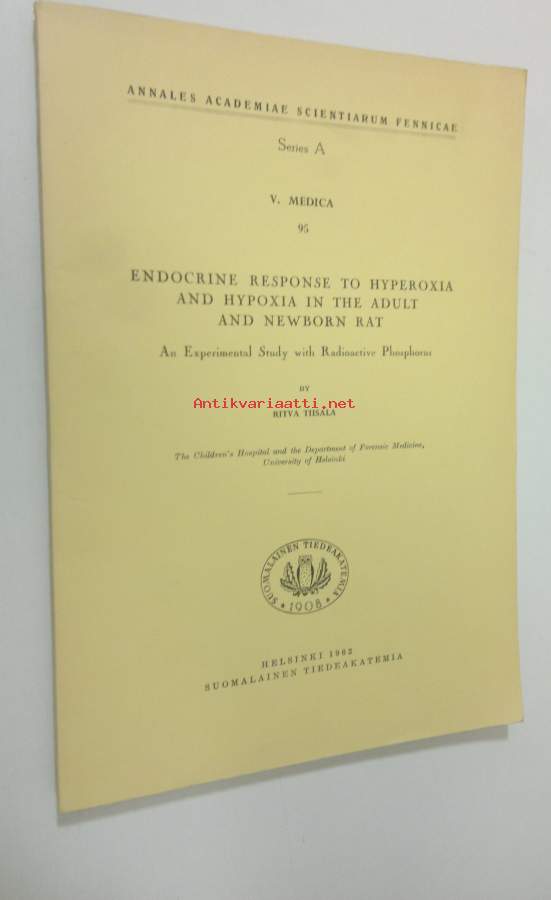 ANNALES ACADEMIAE SCIENTIARUM FENNICAE
Series A
V. MEDICA
95
ENDOCRINE RESPONSE TO HYPEROXIA
AND HYPOXIA IN THE ADULT
AND NEWBORN RAT
An Experimental Study with Radioactive Phosphorus
BY
Antikvariaatti.net
RITVA TIISALA
The Children's Hospital and the Department of Forensic Medicine,
University of Helsinki
SUOMALAINEN TIEDEAKATEMIA
• 1908 •
HELSINKI 1962
SUOMALAINEN TIEDEAKATEMIA